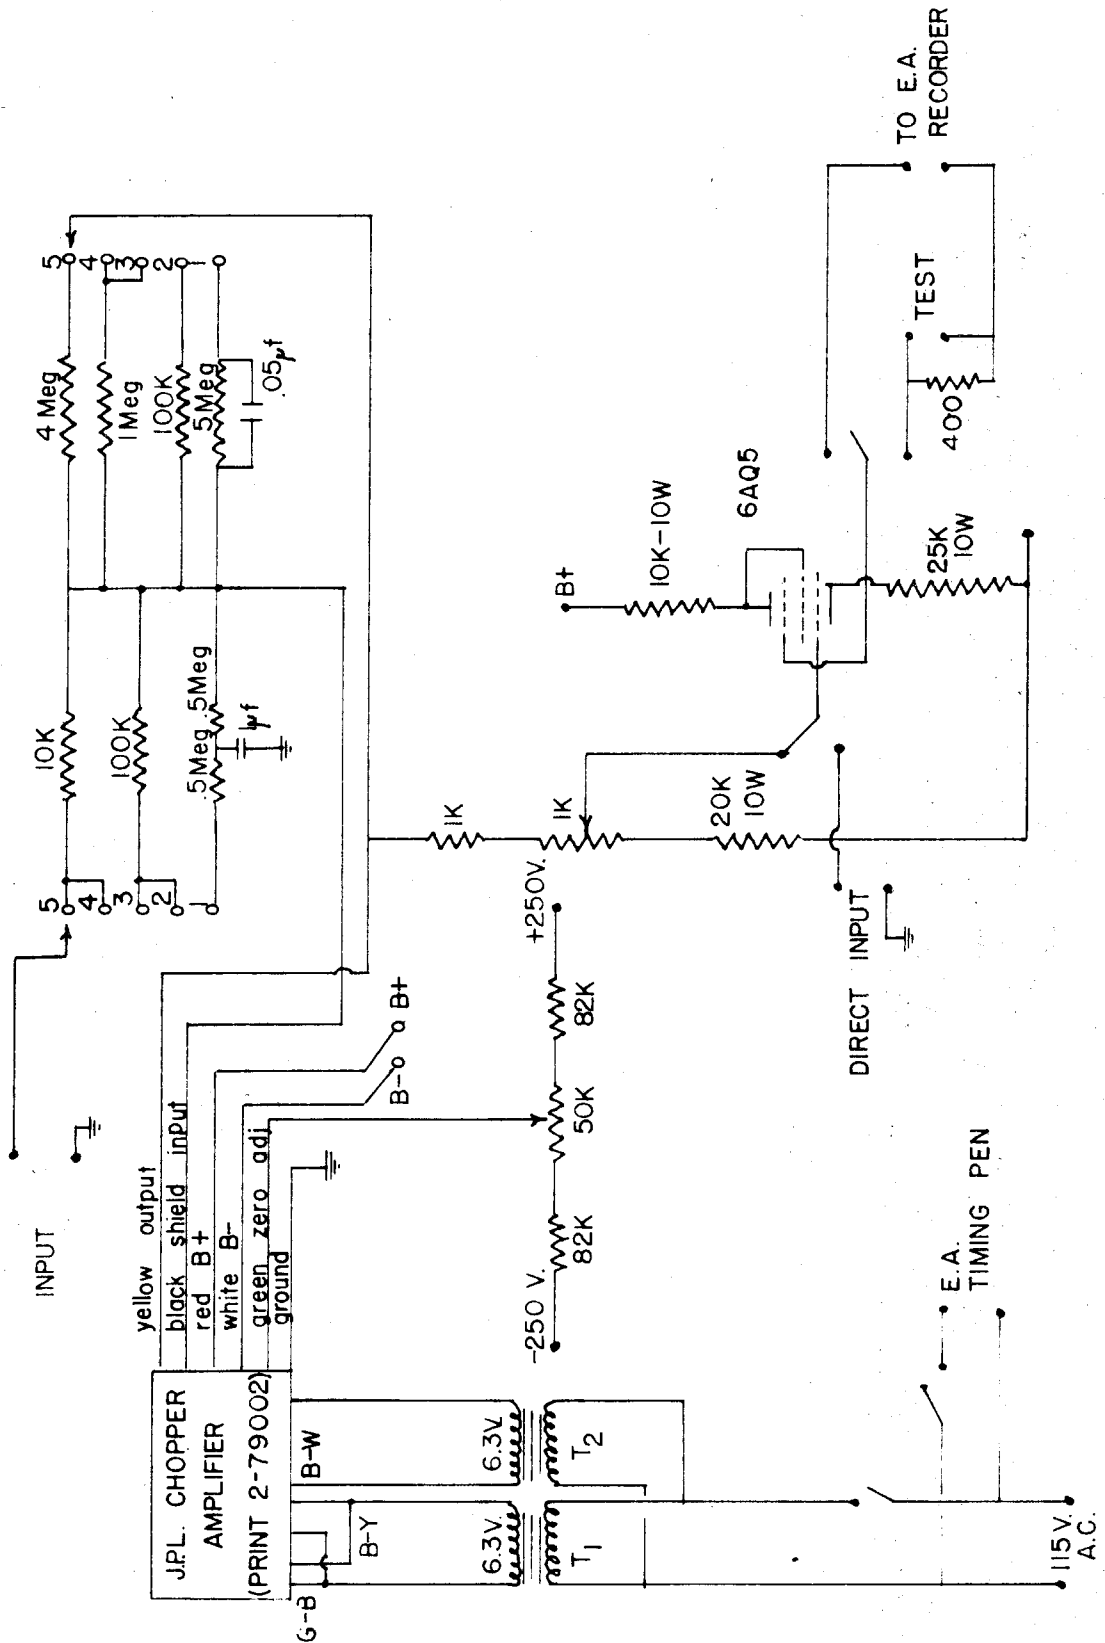 INPUT
5
4
3
2
1
10K
100K
.5Meg
.5Meg
1μf
4 Meg
1Meg
100K
.5Meg
.05μf
5
4
3
2
1
J.P.L. CHOPPER
AMPLIFIER
(PRINT 2-79002)
yellow output
black shield inPut
red B+
white B-
green zero adj
ground
B-
B+
G-B
B-Y
B-W
6.3V.
6.3V.
T1
T2
-250 V.
82K
50K
82K
+250V.
1K
1K
20K
10W
B+
10K-10W
6AQ5
25K
10W
400
TEST
TO E.A.
RECORDER
DIRECT INPUT
E.A.
TIMING PEN
115V.
A.C.